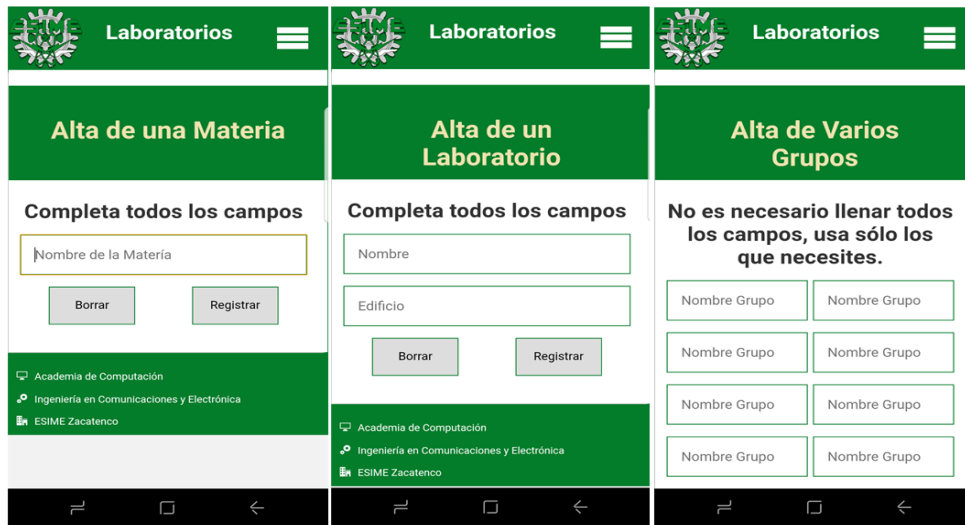 Laboratorios
Alta de una Materia
Completa todos los campos
Nombre de la Matería
Borrar
Registrar
Academia de Computación
Ingeniería en Comunicaciones y Electrónica
ESIME Zacatenco
Laboratorios
Alta de un
Laboratorio
Completa todos los campos
Nombre
Edificio
Borrar
Registrar
Academia de Computación
Ingeniería en Comunicaciones y Electrónica
ESIME Zacatenco
Laboratorios
Alta de Varios
Grupos
No es necesario llenar todos
los campos, usa sólo los
que necesites.
Nombre Grupo
Nombre Grupo
Nombre Grupo
Nombre Grupo
Nombre Grupo
Nombre Grupo
Nombre Grupo
Nombre Grupo